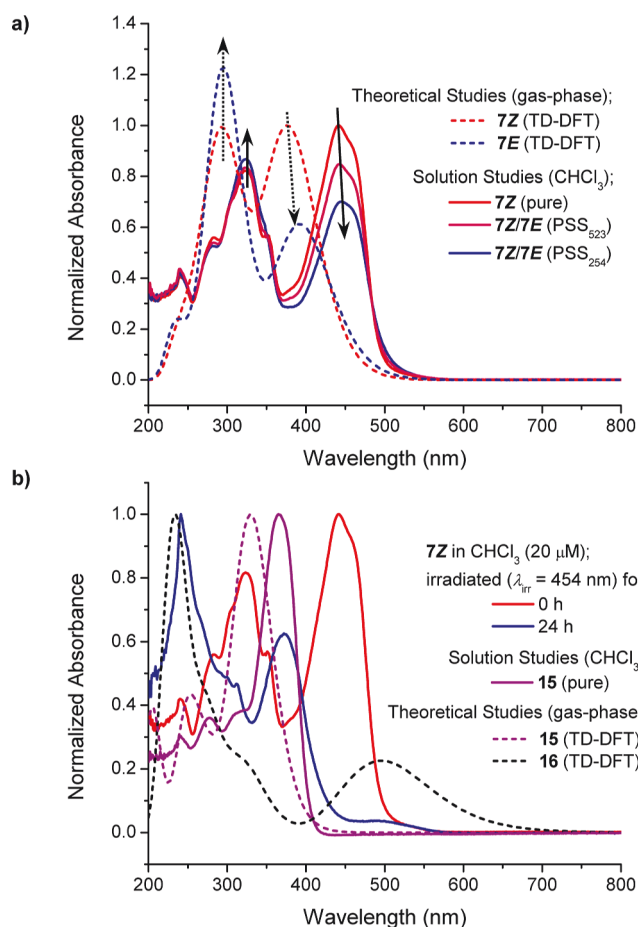 a)
Normalized Absorbance
1.4
1.2
1.0
0.8
0.6
0.4
0.2
0.0
Theoretical Studies (gas-phase);
7Z (TD-DFT)
7E (TD-DFT)
Solution Studies (CHCl₃)
7Z (pure)
7Z/7E (PSS₅₂₃)
7Z/7E (PSS₂₅₄)
200 300 400 500 600 700 800
Wavelength (nm)
b)
Normalized Absorbance
1.0
0.8
0.6
0.4
0.2
0.0
7Z in CHCl₃ (20 μM);
irradiated (λirr = 454 nm) fo
0 h
24 h
Solution Studies (CHCl₃
15 (pure)
Theoretical Studies (gas-phase
15 (TD-DFT)
16 (TD-DFT)
200 300 400 500 600 700 800
Wavelength (nm)